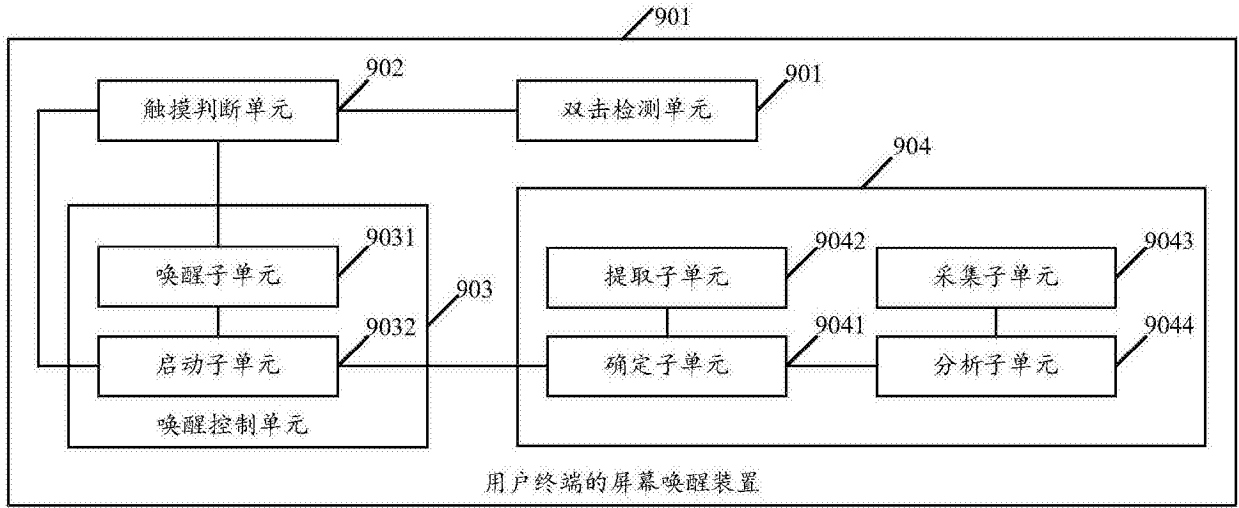 901
902
触摸判断单元
901
双击检测单元
904
9031
唤醒子单元
903
9032
启动子单元
唤醒控制单元
9042
提取子单元
9043
采集子单元
9041
确定子单元
9044
分析子单元
用户终端的屏幕唤醒装置